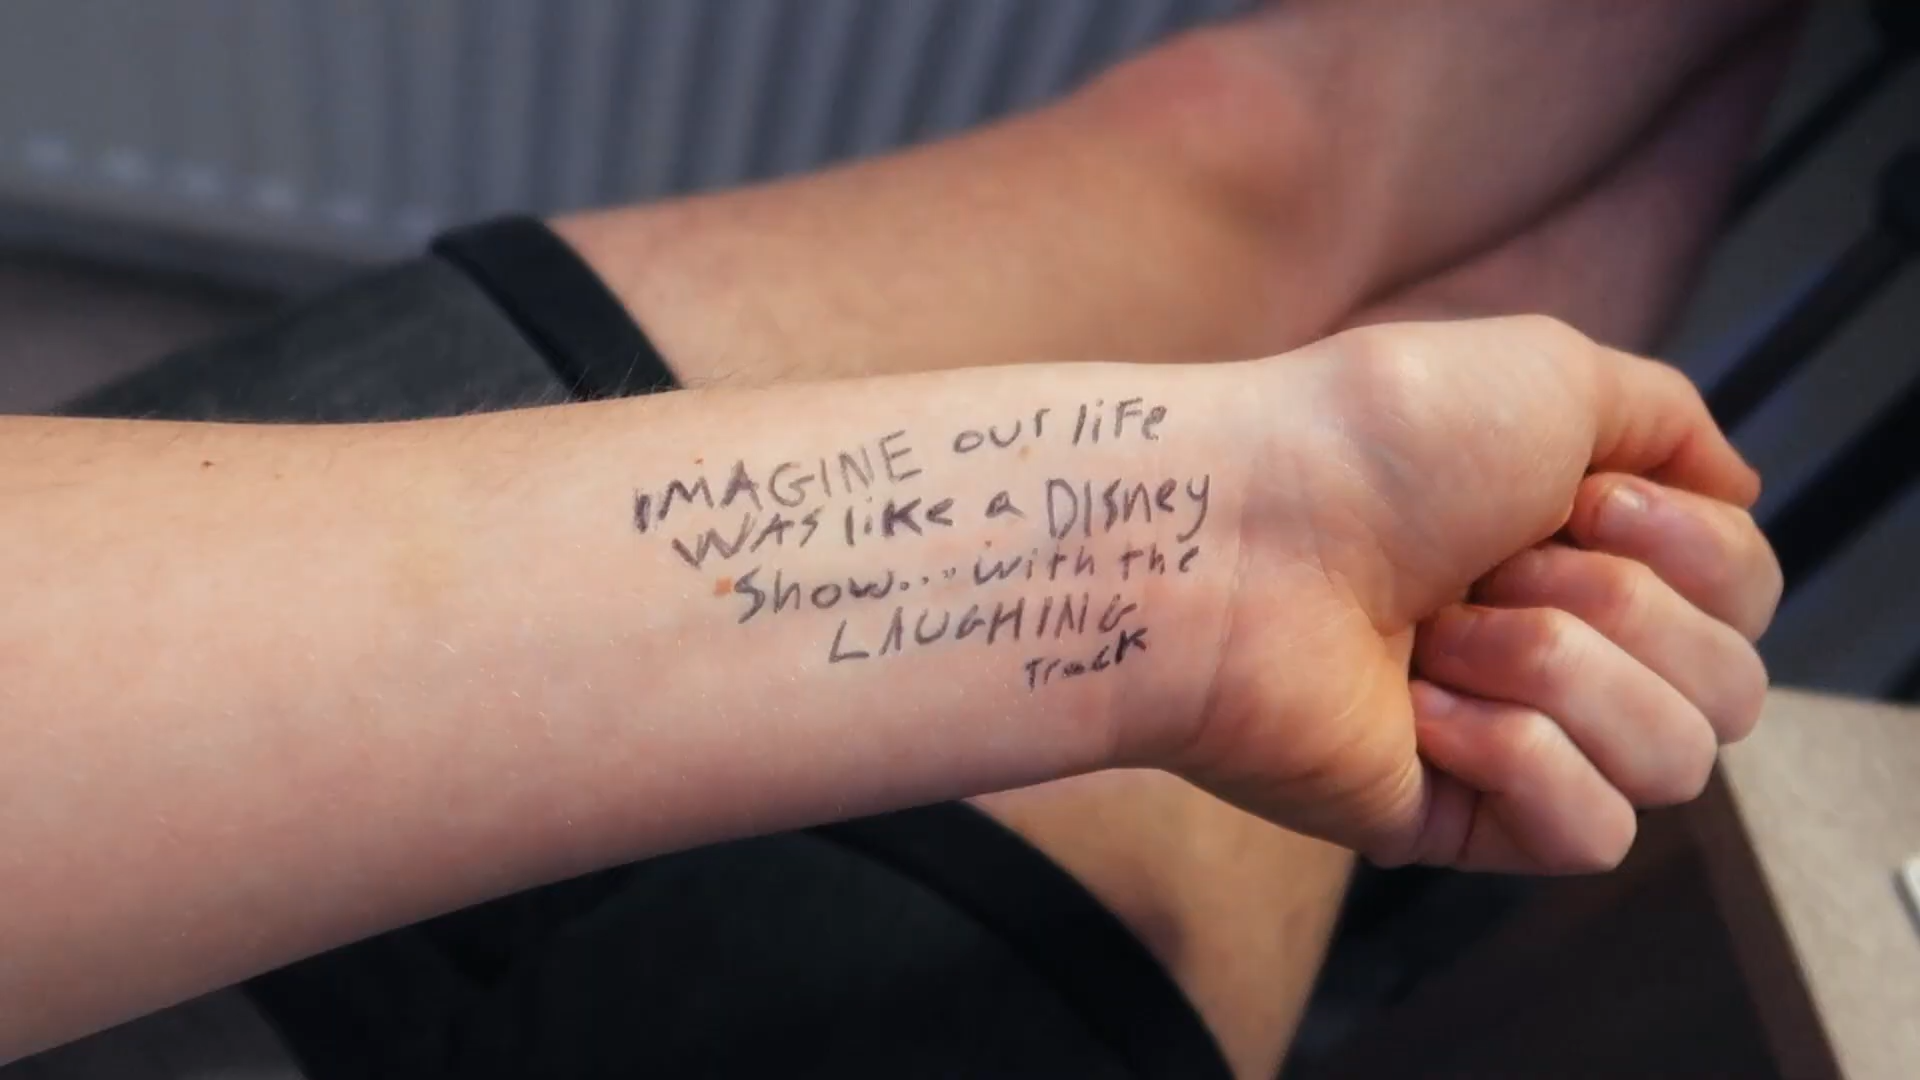 IMAGINE our life
WAS like a DIsney
Show... with the
LAUGHING
Track